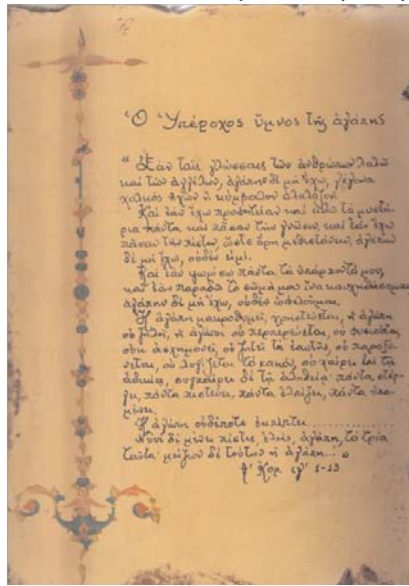 Ὁ Ὑπέροχος ὕμνος τῆς ἀγάπης
“ Ἐὰν ταῖς γλώσσαις τῶν ἀνθρώπων λαλῶ
καὶ τῶν ἀγγέλων, ἀγάπην δὲ μὴ ἔχω, γέγονα
χαλκὸς ἠχῶν ἢ κύμβαλον ἀλαλάζον.
Καὶ ἐὰν ἔχω προφητείαν καὶ εἰδῶ τὰ μυστή-
ρια πάντα καὶ πᾶσαν τὴν γνῶσιν, καὶ ἐὰν ἔχω
πᾶσαν τὴν πίστιν, ὥστε ὄρη μεθιστάνειν, ἀγάπην
δὲ μὴ ἔχω, οὐδέν εἰμι.
Καὶ ἐὰν ψωμίσω πάντα τὰ ὑπάρχοντά μου,
καὶ ἐὰν παραδῶ τὸ σῶμά μου ἵνα καυχήσωμαι
ἀγάπην δὲ μὴ ἔχω, οὐδὲν ὠφελοῦμαι.
Ἡ ἀγάπη μακροθυμεῖ, χρηστεύεται, ἡ ἀγάπη
οὐ ζηλοῖ, ἡ ἀγάπη οὐ περπερεύεται, οὐ φυσιοῦται,
οὐκ ἀσχημονεῖ, οὐ ζητεῖ τὰ ἑαυτῆς, οὐ παροξύ-
νεται, οὐ λογίζεται τὸ κακόν, οὐ χαίρει ἐπὶ τῇ
ἀδικίᾳ, συγχαίρει δὲ τῇ ἀληθείᾳ· πάντα στέγ-
ει, πάντα πιστεύει, πάντα ἐλπίζει, πάντα ὑπο-
μένει.
Ἡ ἀγάπη οὐδέποτε ἐκπίπτει..............
Νυνὶ δὲ μένει πίστις, ἐλπίς, ἀγάπη, τὰ τρία
ταῦτα· μείζων δὲ τούτων ἡ ἀγάπη... „
Κορ. ιγ' 1-13